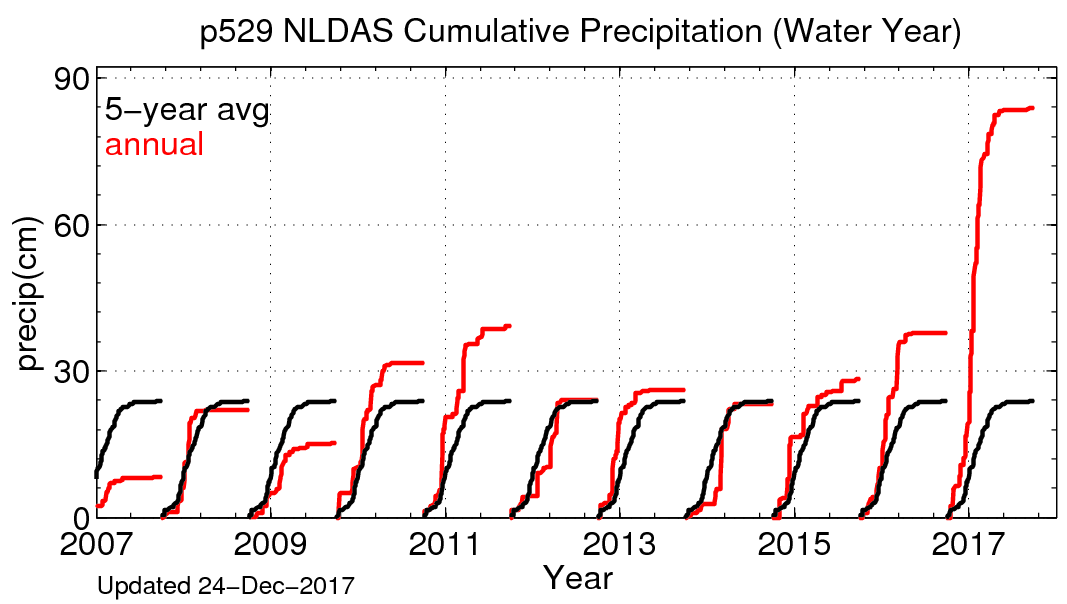 p529 NLDAS Cumulative Precipitation (Water Year)
90
5−year avg
annual
60
precip(cm)
30
0
2007 2009 2011 2013 2015 2017
Year
Updated 24−Dec−2017